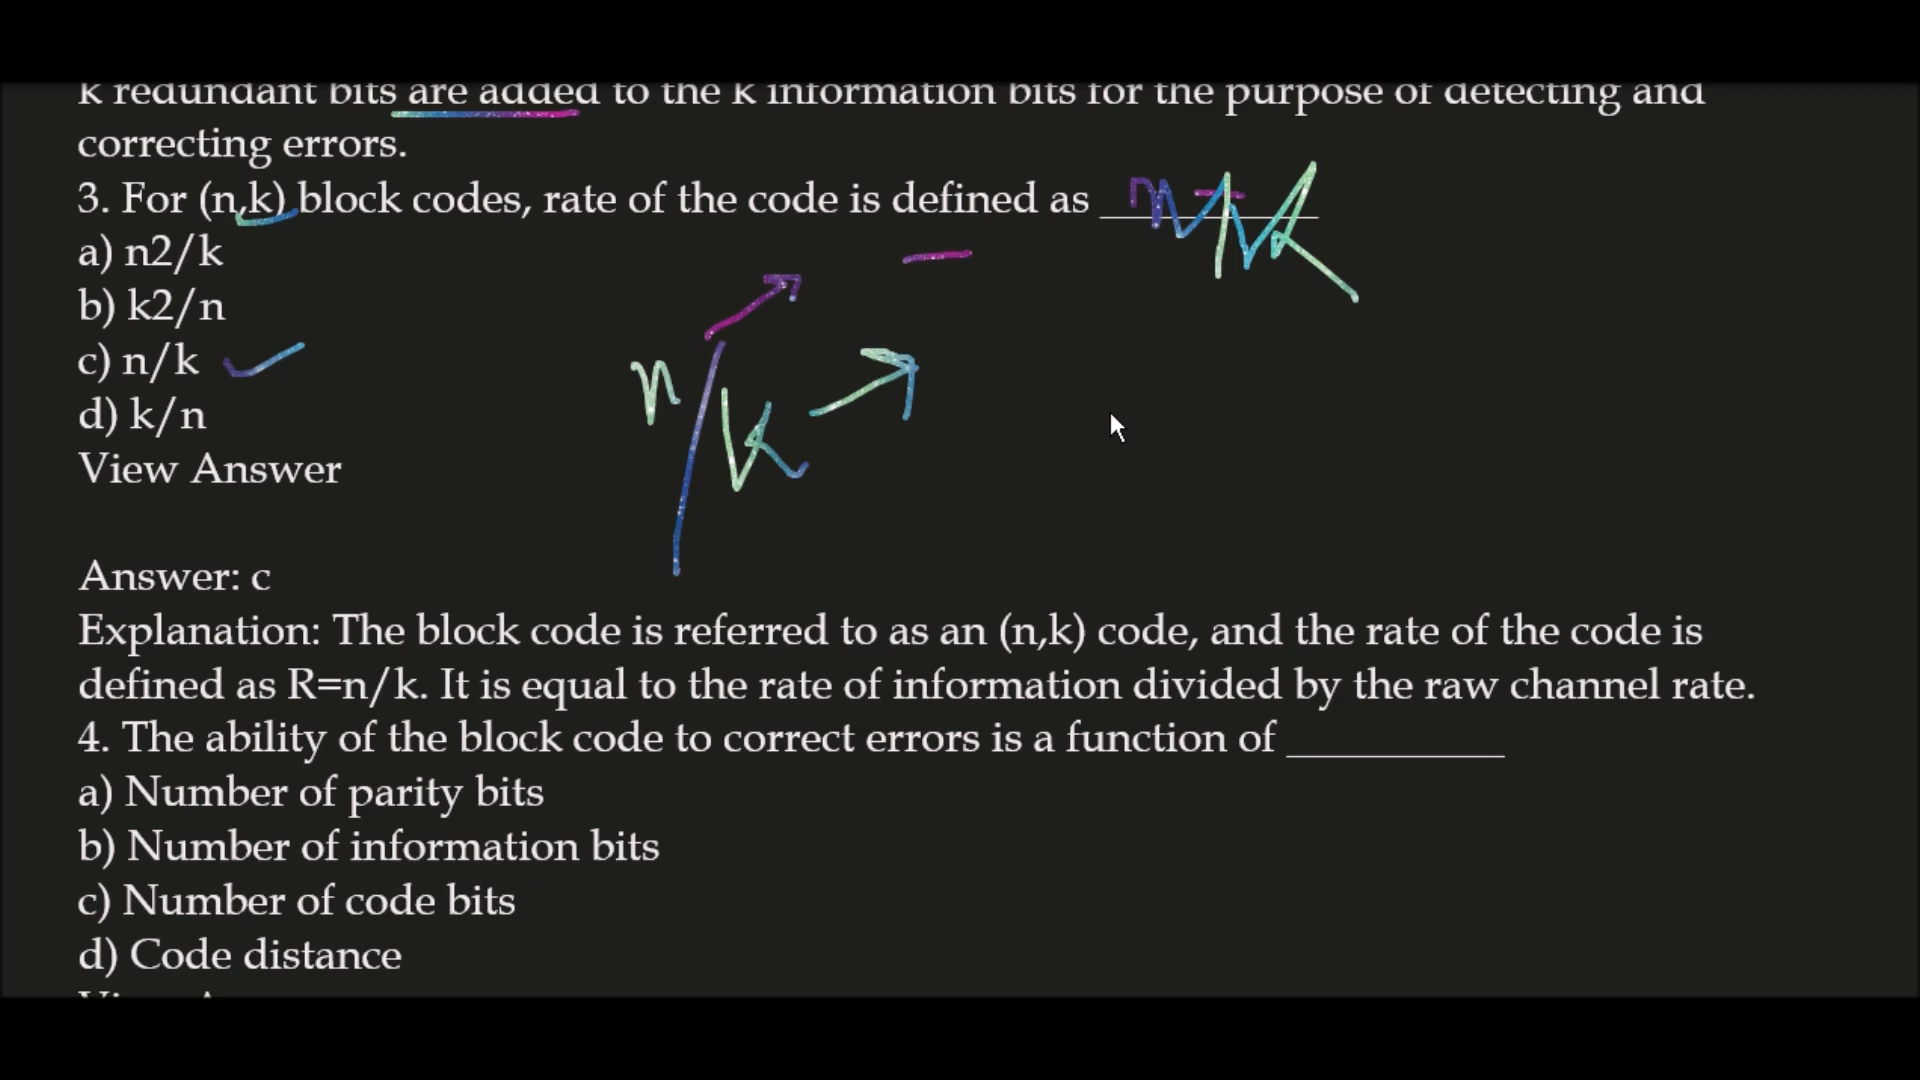 k redundant bits are added to the k information bits for the purpose of detecting and
correcting errors.
3. For (n,k) block codes, rate of the code is defined as __________
a) n2/k
b) k2/n
c) n/k
d) k/n
n/k
View Answer
Answer: c
Explanation: The block code is referred to as an (n,k) code, and the rate of the code is
defined as R=n/k. It is equal to the rate of information divided by the raw channel rate.
4. The ability of the block code to correct errors is a function of __________
a) Number of parity bits
b) Number of information bits
c) Number of code bits
d) Code distance